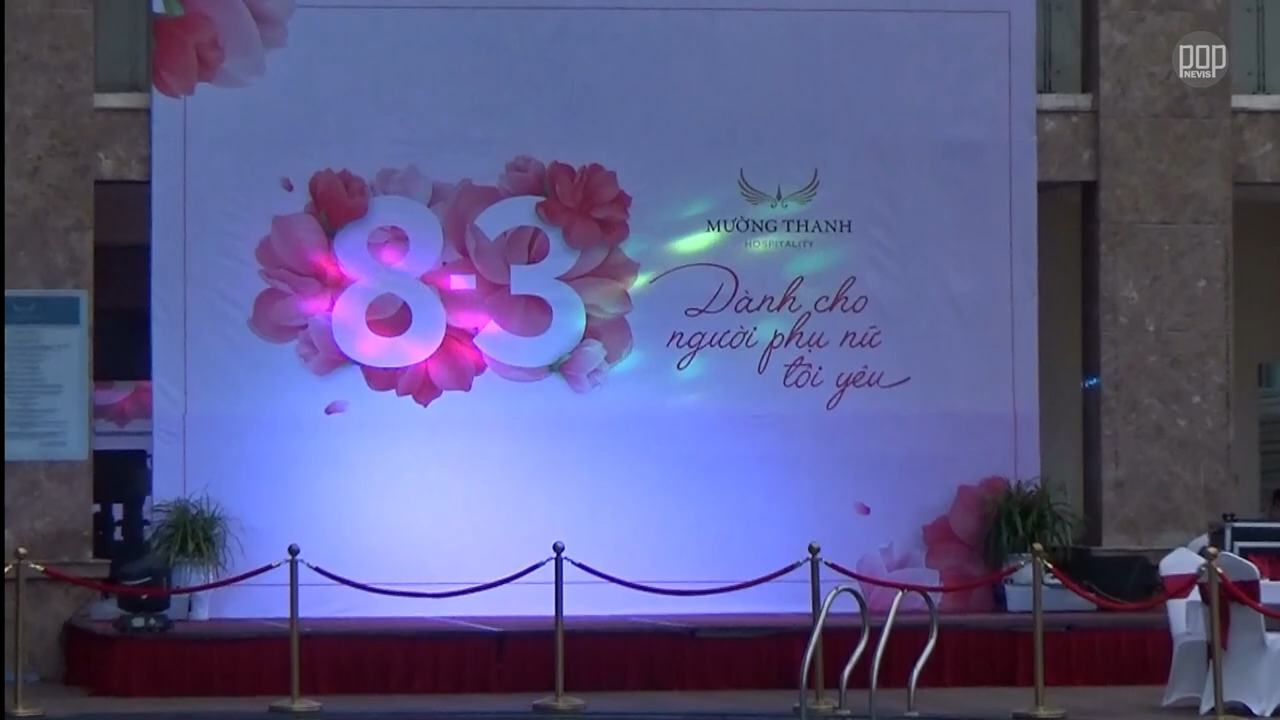 POP
NEVIS
8·3
MƯỜNG THANH
HOSPITALITY
Dành cho
người phụ nữ
tôi yêu